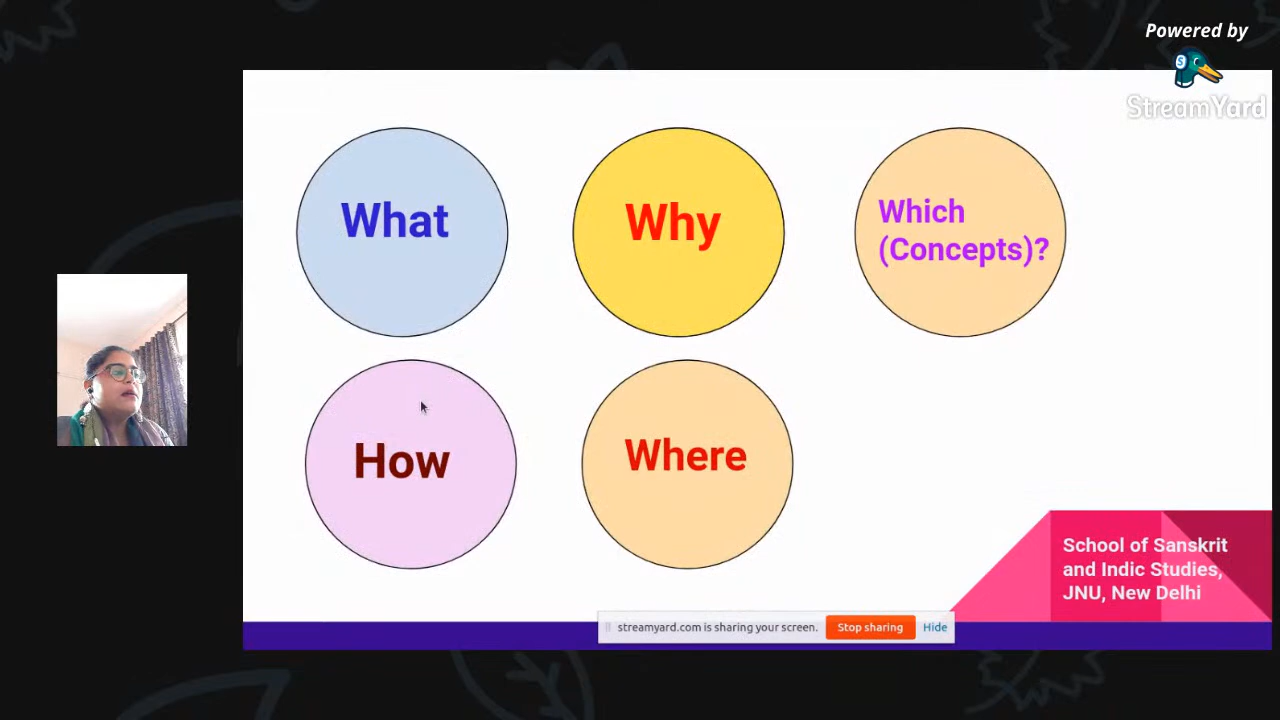 Powered by
StreamYard
What
Why
Which
(Concepts)?
How
Where
School of Sanskrit
and Indic Studies,
JNU, New Delhi
streamyard.com is sharing your screen.
Stop sharing
Hide